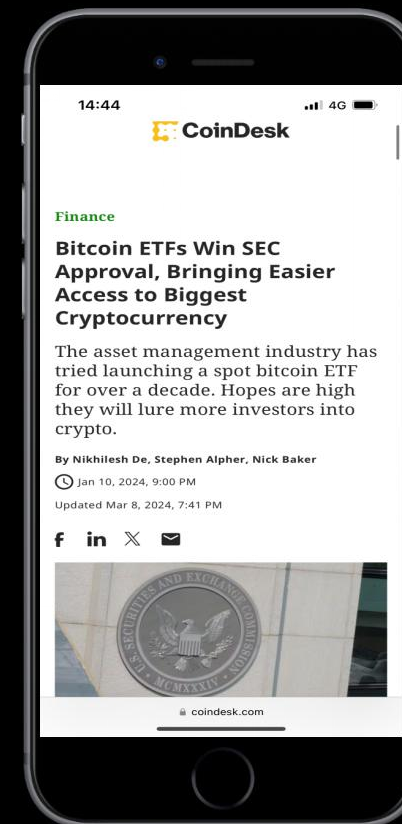 14:44
4G
CoinDesk
Finance
Bitcoin ETFs Win SEC
Approval, Bringing Easier
Access to Biggest
Cryptocurrency
The asset management industry has
tried launching a spot bitcoin ETF
for over a decade. Hopes are high
they will lure more investors into
crypto.
By Nikhilesh De, Stephen Alpher, Nick Baker
Jan 10, 2024, 9:00 PM
Updated Mar 8, 2024, 7:41 PM
f in X
U.S. SECURITIES AND EXCHANGE COMMISSION
MCMXXXIV
coindesk.com